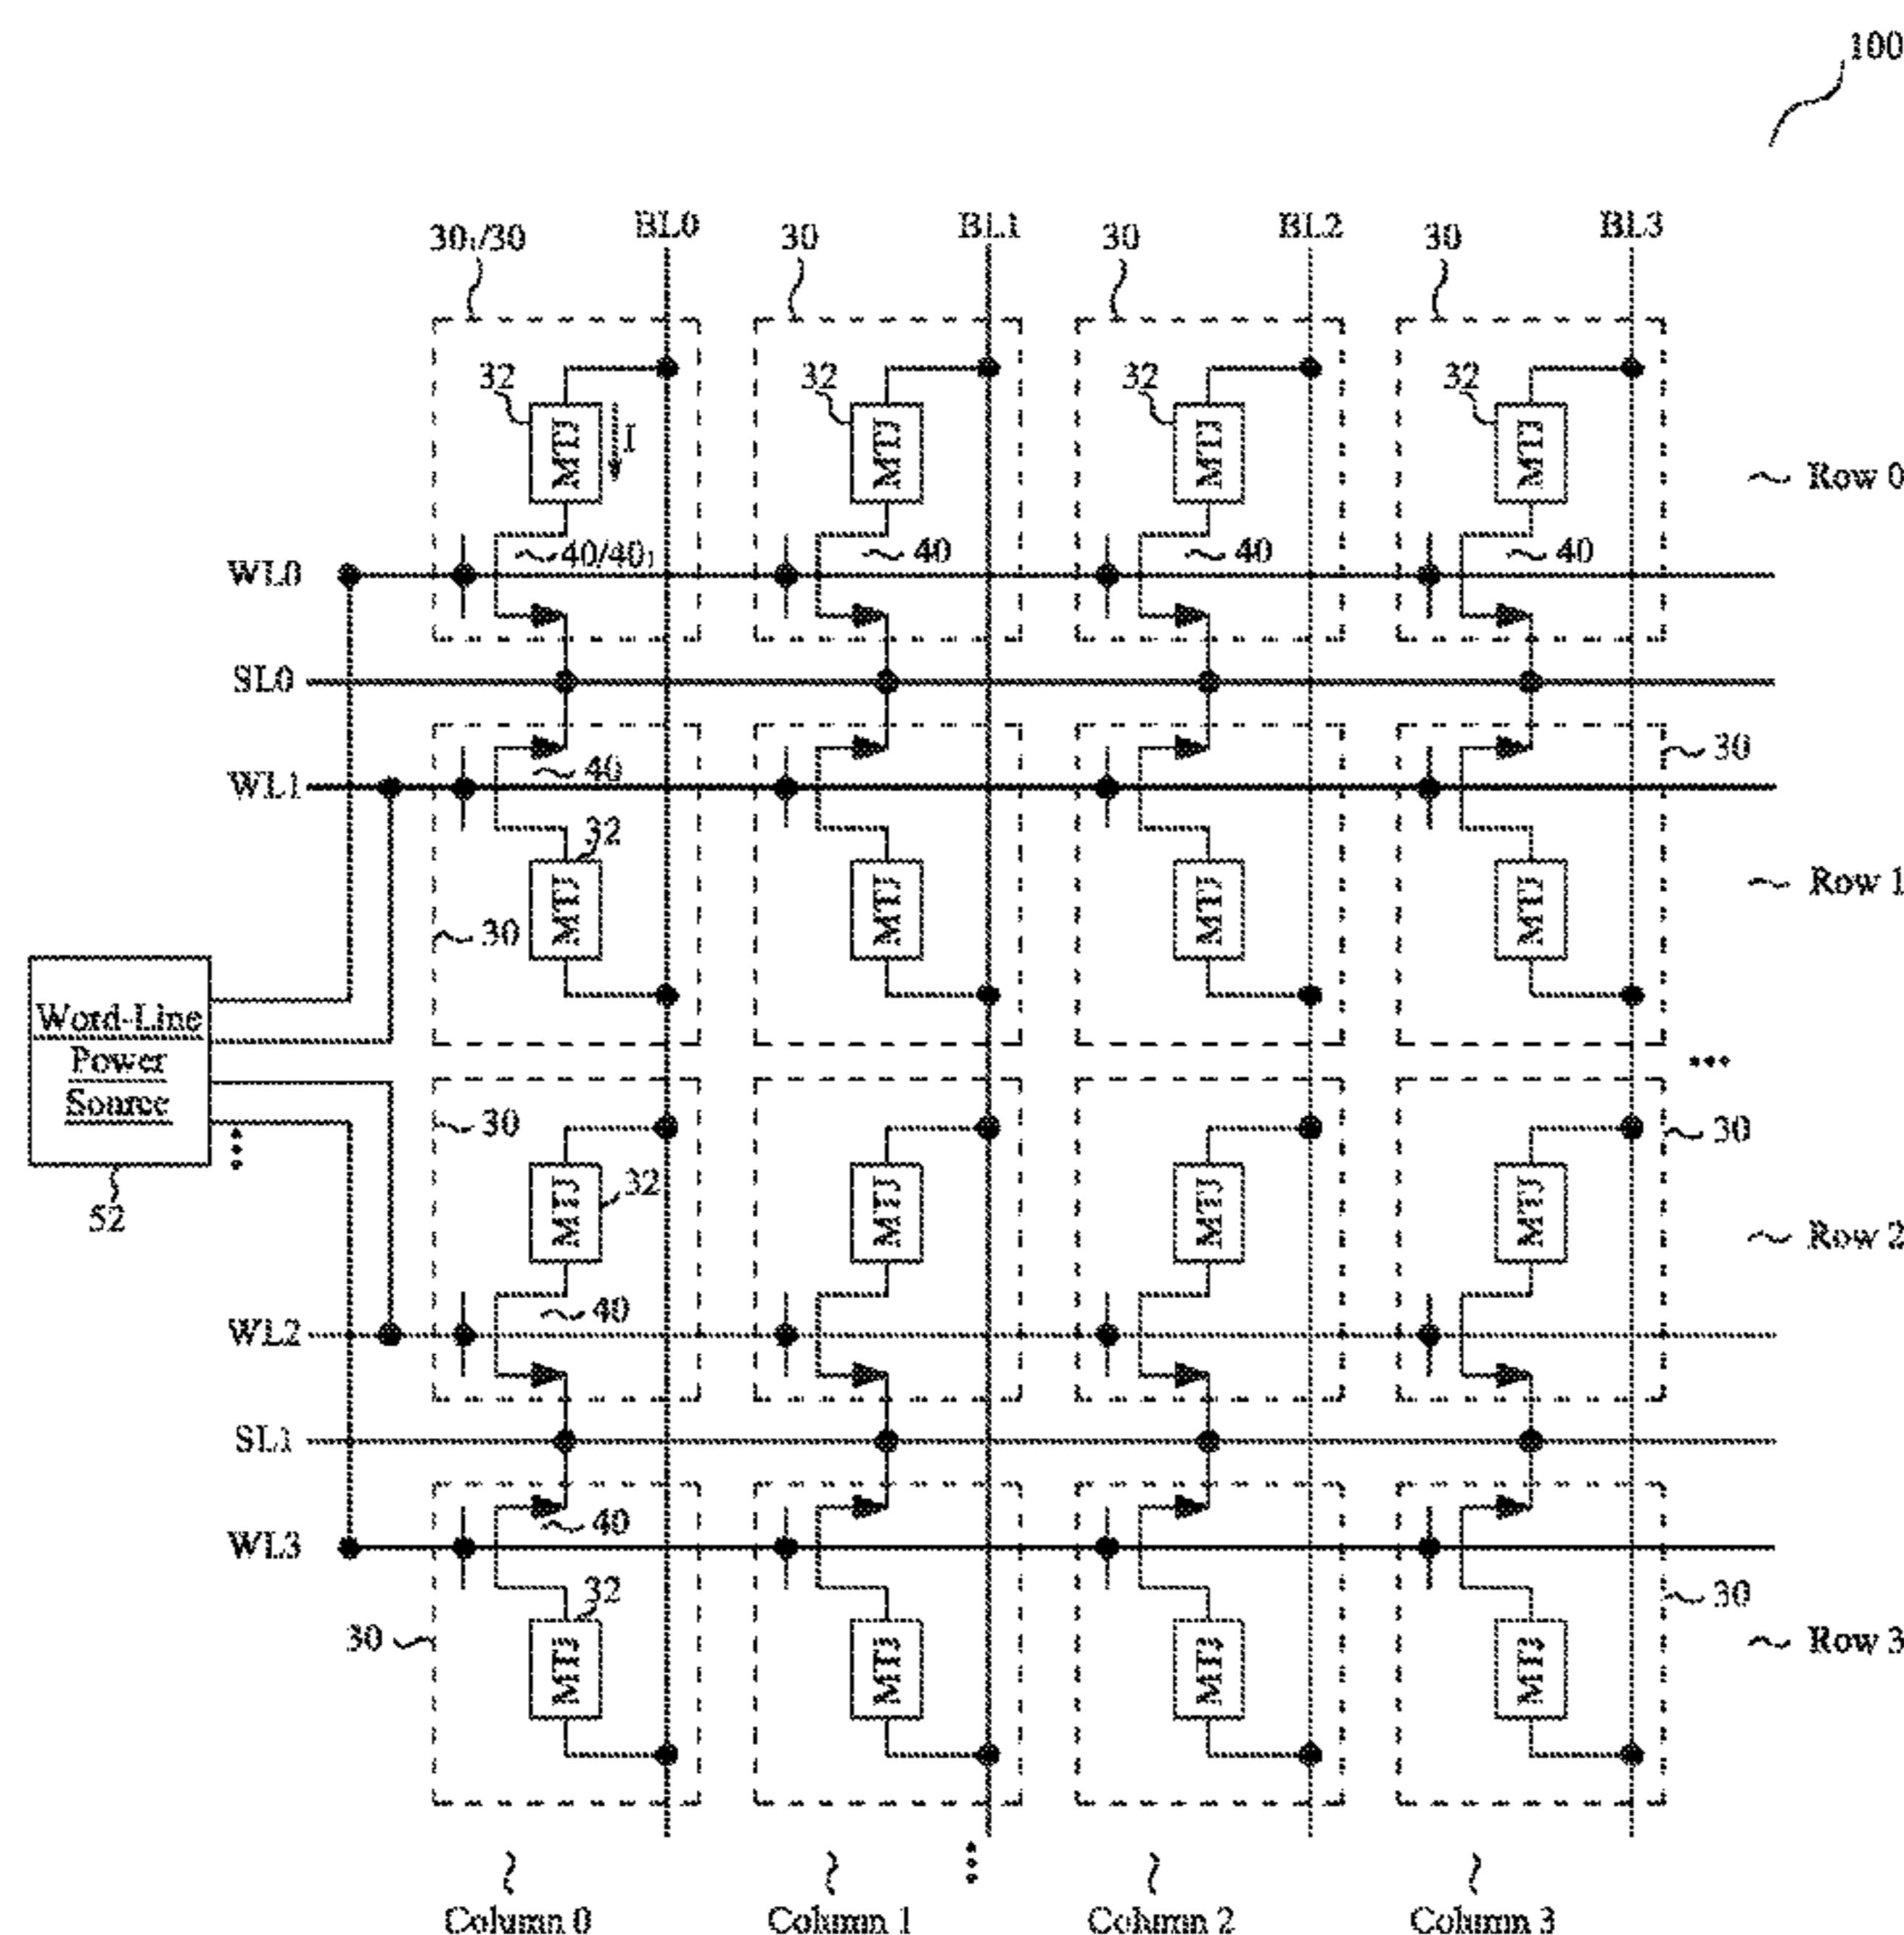 100
30₁/30 BL0 30 BL1 30 BL2 30 BL3
32 32 32 32
MTJ I MTJ MTJ MTJ
Row 0
40/40₁ 40 40 40
WL0
SL0
30
WL1 40
32
MTJ MTJ MTJ MTJ
Row 1
30
Word-Line
Power
Source
52
...
...
30 30
32
MTJ MTJ MTJ MTJ
Row 2
40
WL2
SL1
40
WL3
32 30
30 MTJ MTJ MTJ MTJ Row 3
...
Column 0 Column 1 Column 2 Column 3